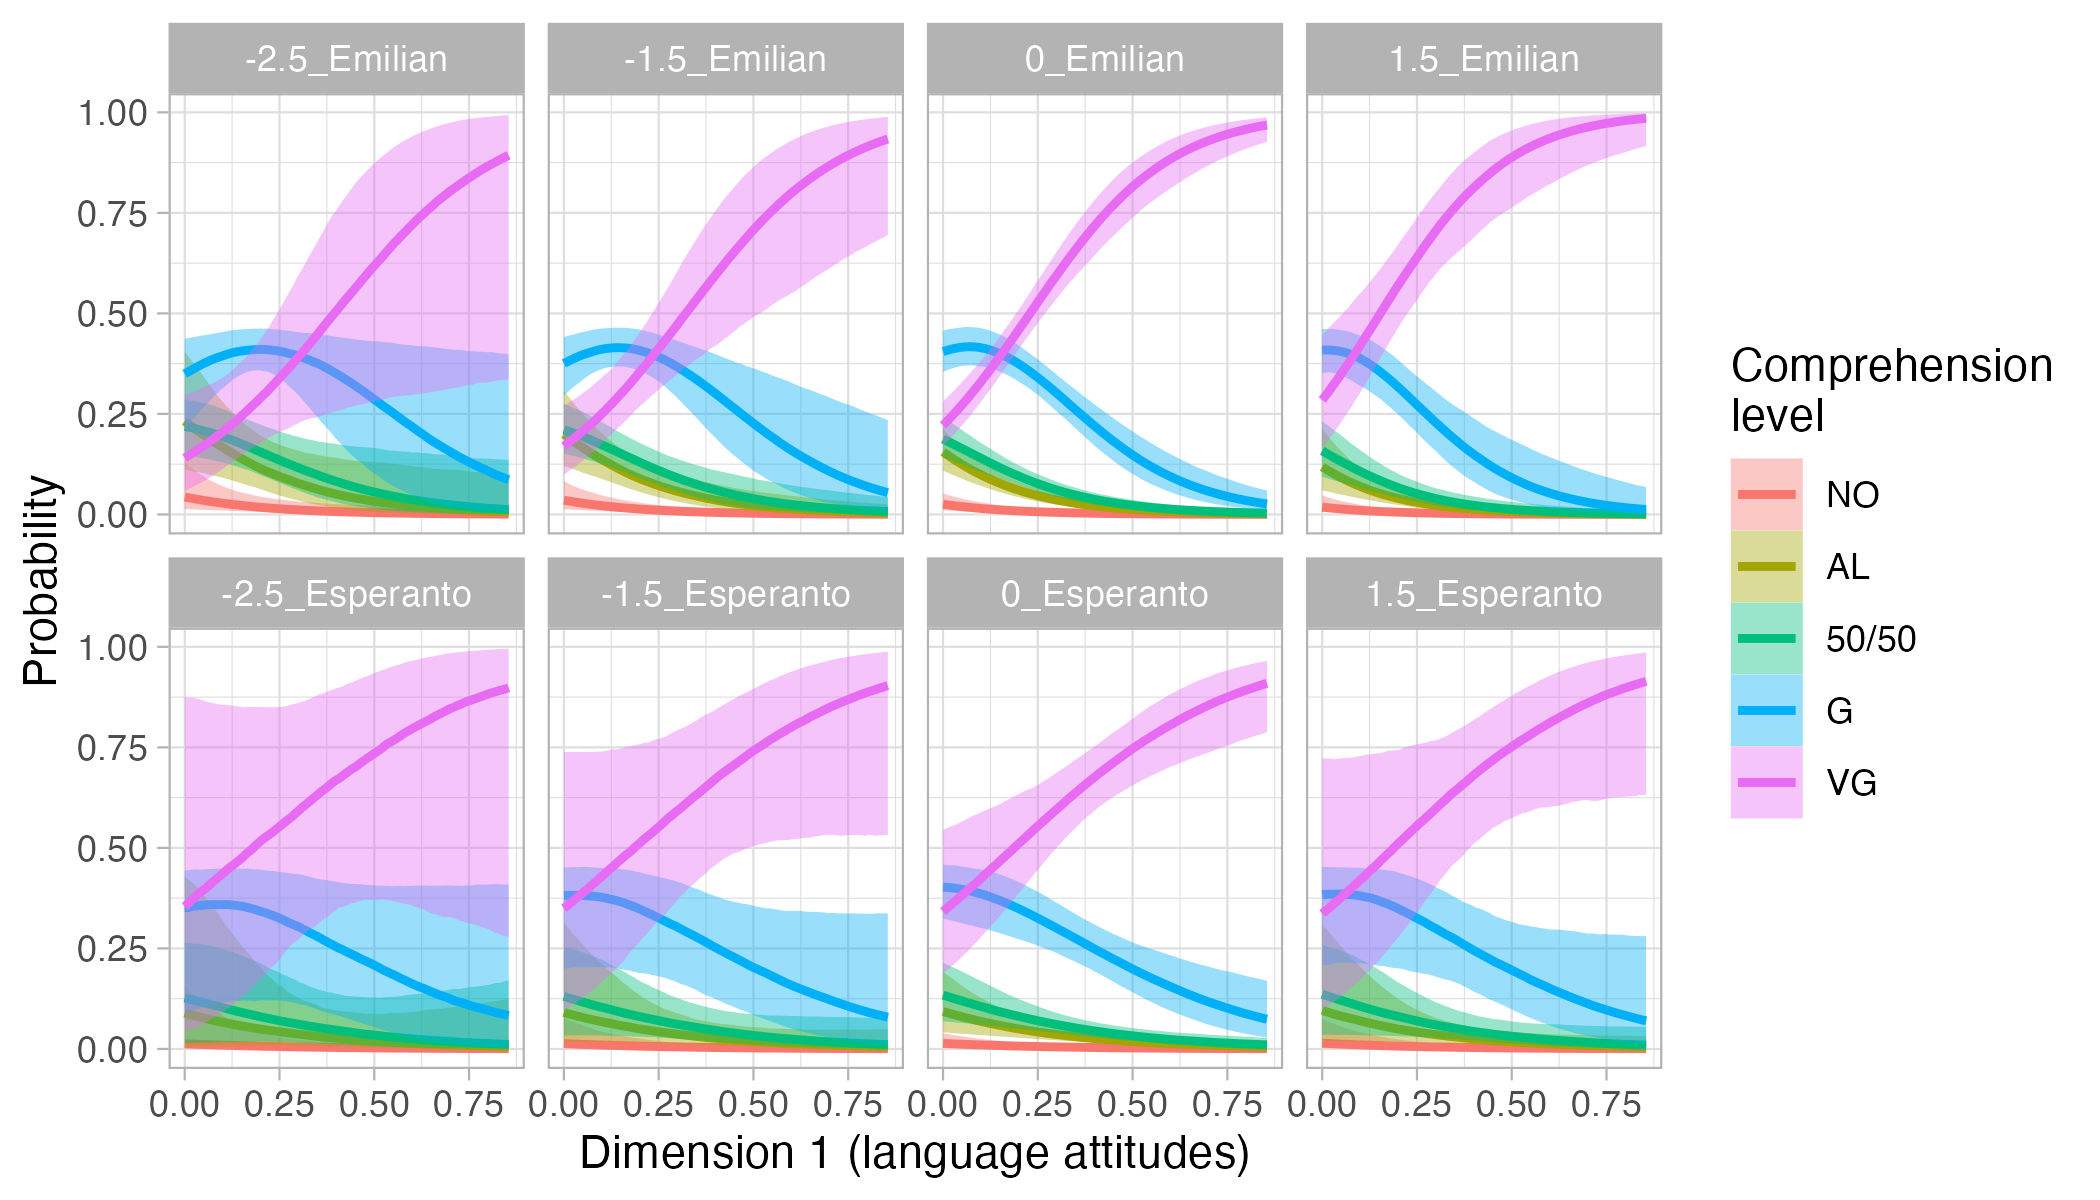 -2.5_Emilian -1.5_Emilian 0_Emilian 1.5_Emilian
1.00
0.75
0.50
0.25
0.00
-2.5_Esperanto -1.5_Esperanto 0_Esperanto 1.5_Esperanto
1.00
0.75
0.50
0.25
0.00
0.00 0.25 0.50 0.75 0.00 0.25 0.50 0.75 0.00 0.25 0.50 0.75 0.00 0.25 0.50 0.75
Dimension 1 (language attitudes)
Probability
Comprehension
level
NO
AL
50/50
G
VG